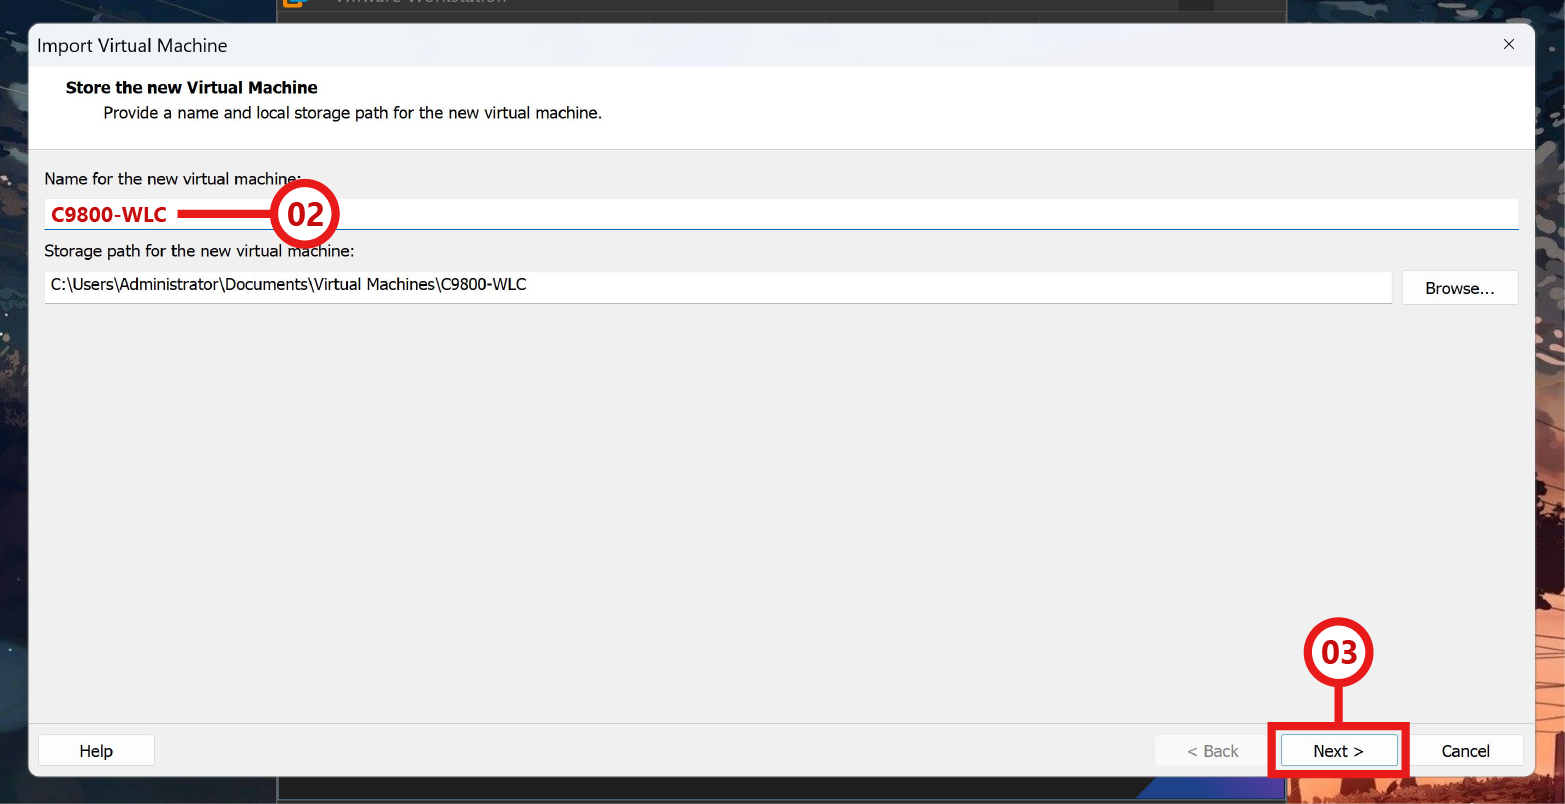 VMware Workstation
Import Virtual Machine
Store the new Virtual Machine
Provide a name and local storage path for the new virtual machine.
Name for the new virtual machine:
C9800-WLC 02
Storage path for the new virtual machine:
C:\Users\Administrator\Documents\Virtual Machines\C9800-WLC
Browse...
03
Help
< Back
Next >
Cancel